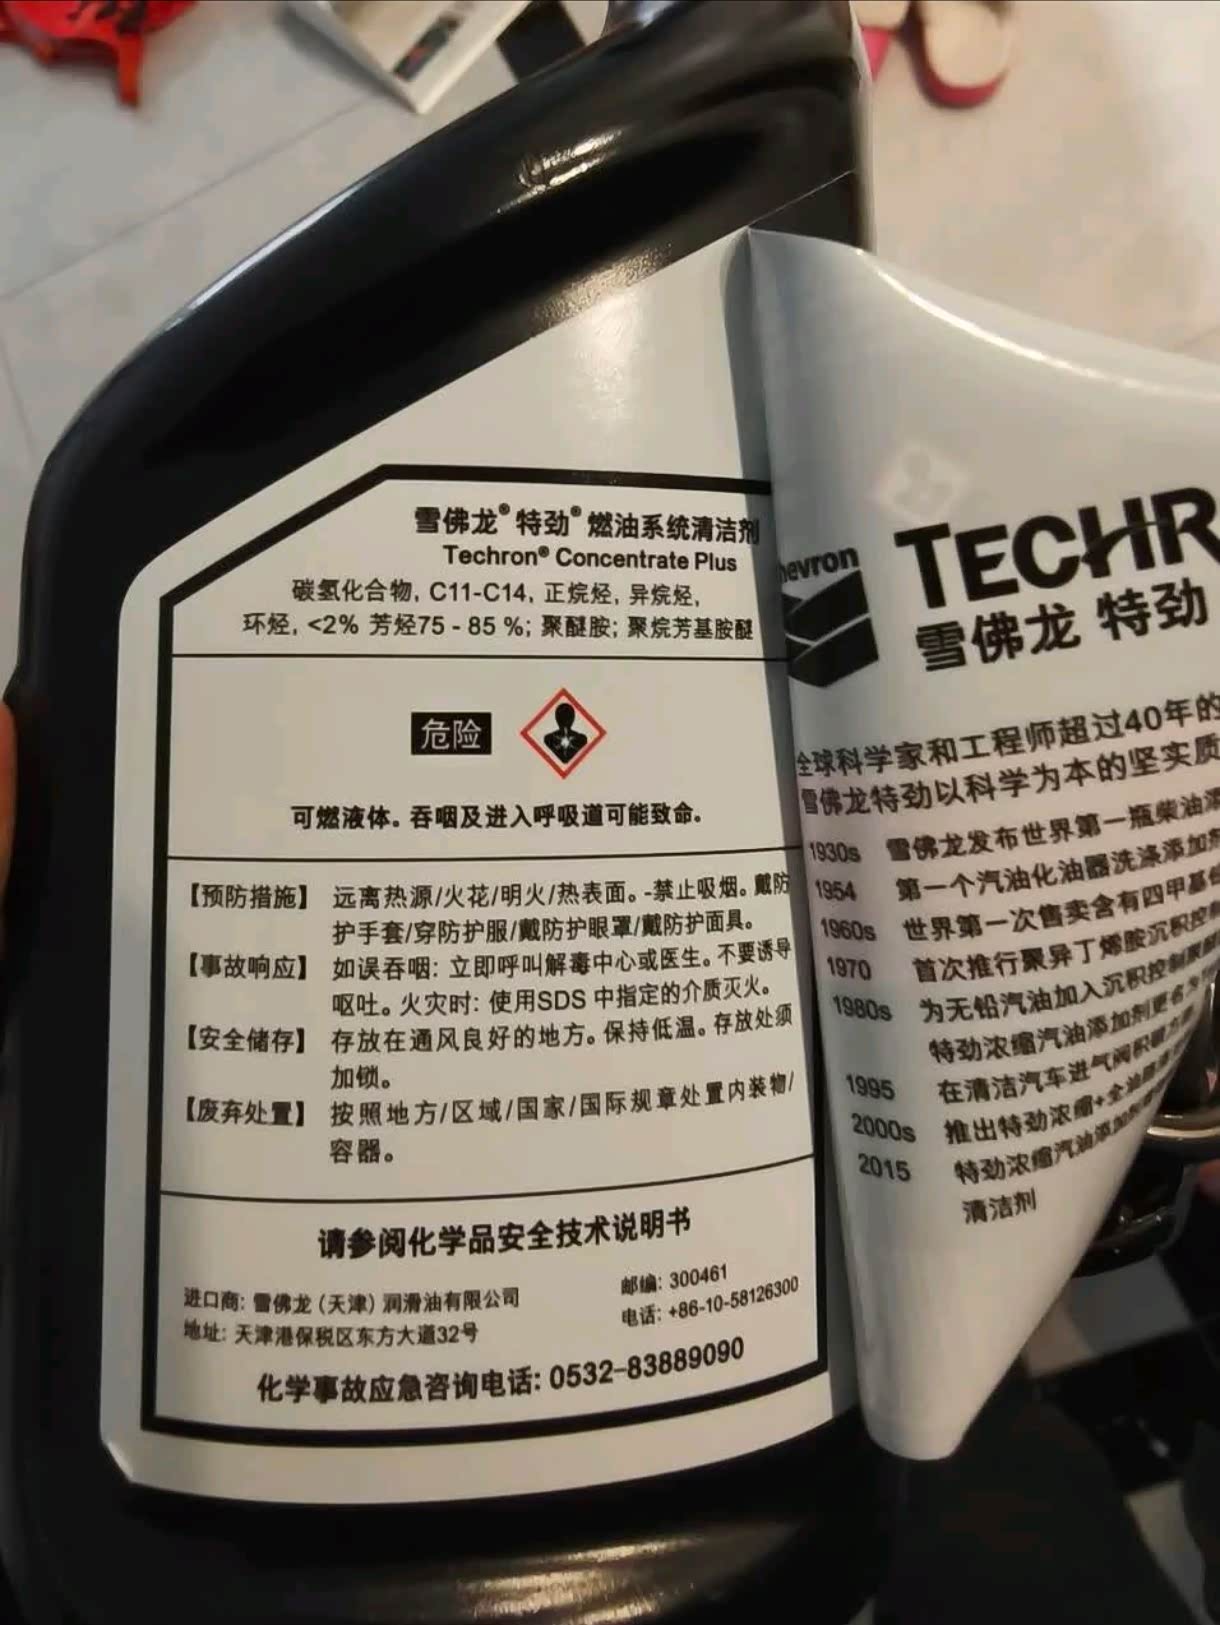 雪佛龙®特劲®燃油系统清洁剂
Techron® Concentrate Plus
碳氢化合物, C11-C14, 正烷烃, 异烷烃,
环烃, <2% 芳烃75 - 85 %; 聚醚胺; 聚烷芳基胺醚
危险
可燃液体。吞咽及进入呼吸道可能致命。
【预防措施】 远离热源/火花/明火/热表面。-禁止吸烟。戴防
护手套/穿防护服/戴防护眼罩/戴防护面具。
【事故响应】 如误吞咽: 立即呼叫解毒中心或医生。不要诱导
呕吐。火灾时: 使用SDS 中指定的介质灭火。
【安全储存】 存放在通风良好的地方。保持低温。存放处须
加锁。
【废弃处置】 按照地方/区域/国家/国际规章处置内装物/
容器。
请参阅化学品安全技术说明书
进口商: 雪佛龙 (天津) 润滑油有限公司
邮编: 300461
地址: 天津港保税区东方大道32号
电话: +86-10-58126300
化学事故应急咨询电话: 0532-83889090
hevron
TECHR
雪佛龙 特劲
全球科学家和工程师超过40年的
雪佛龙特劲以科学为本的坚实质
1930s 雪佛龙发布世界第一瓶柴油添
1954 第一个汽油化油器洗涤添加剂
1960s 世界第一次售卖含有四甲基
1970 首次推行聚异丁烯胺沉积控制
1980s 为无铅汽油加入沉积控制
特劲浓缩汽油添加剂更名为
1995 在清洁汽车进气阀积碳方
2000s 推出特劲浓缩+全油路
2015 特劲浓缩汽油添加剂
清洁剂